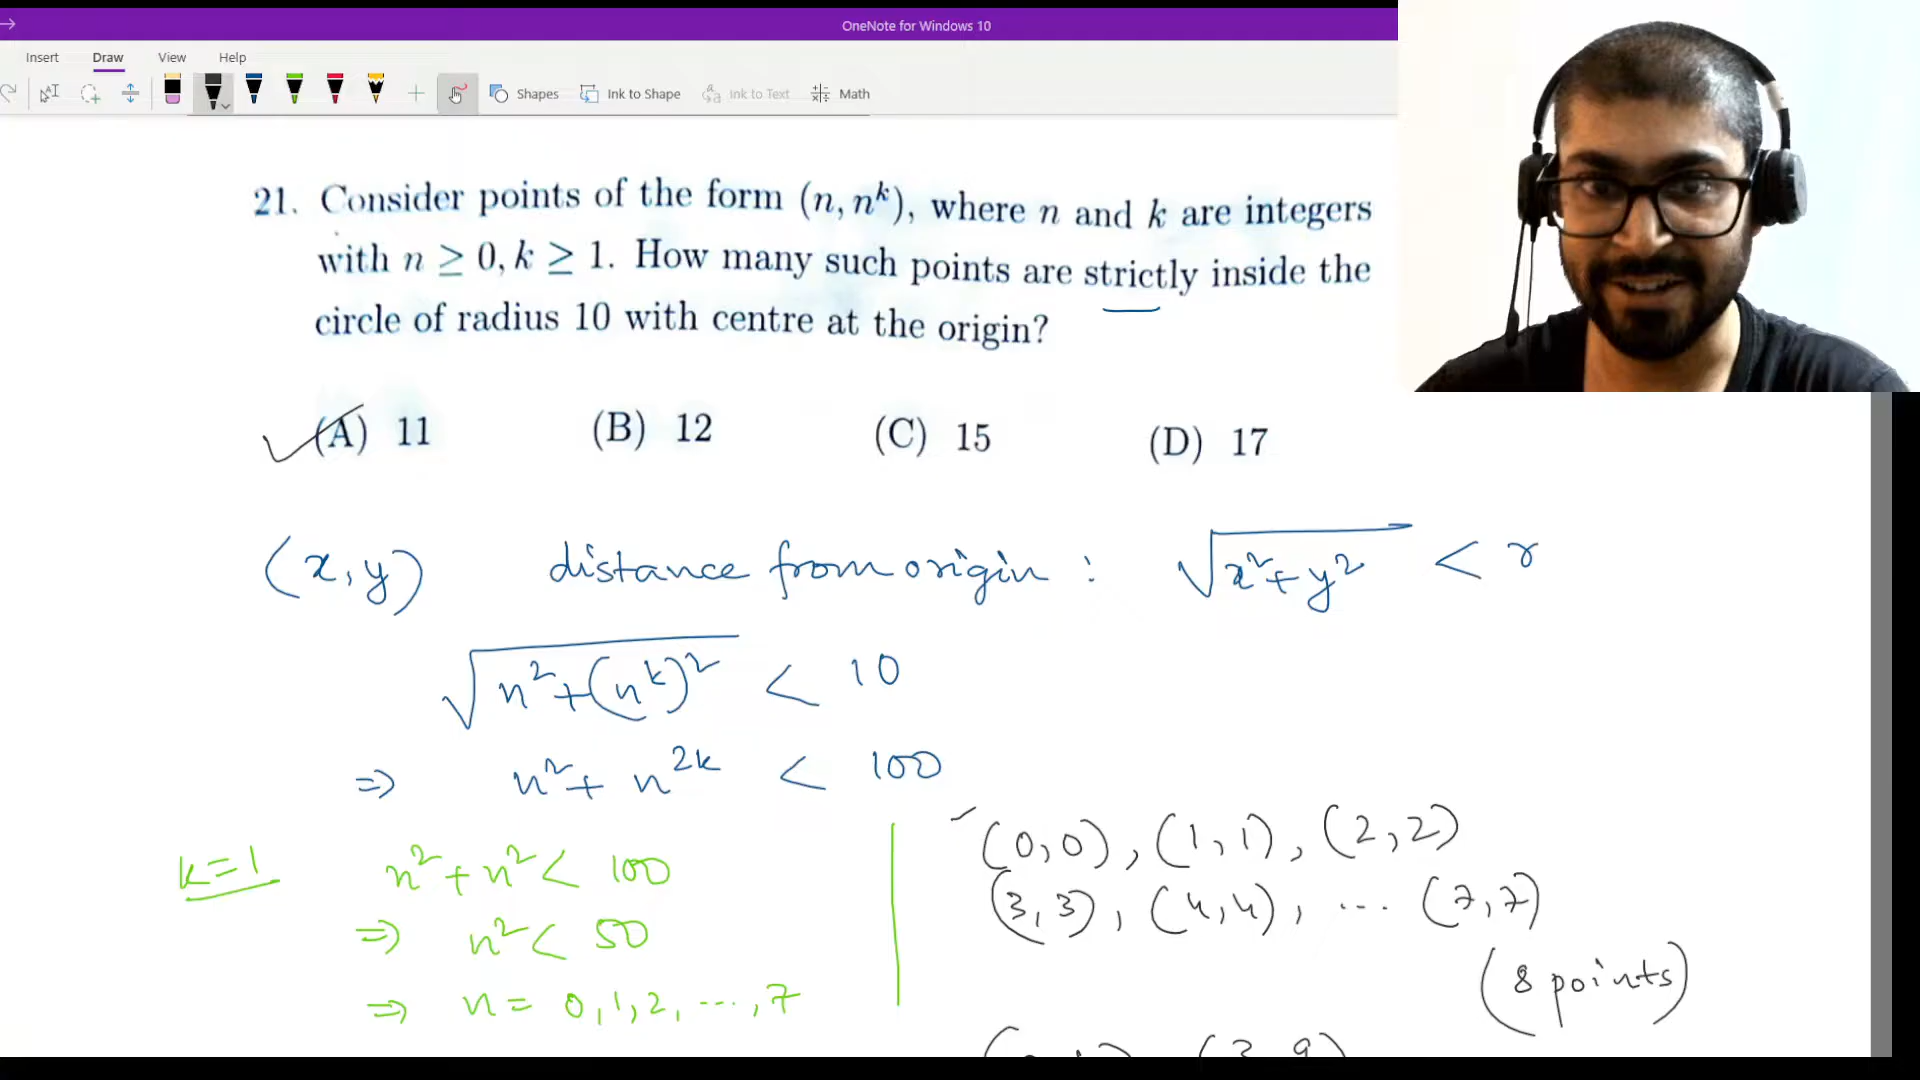 OneNote for Windows 10
Insert Draw View Help
Shapes Ink to Shape Ink to Text Math
21. Consider points of the form (n, n^k), where n and k are integers
with n ≥ 0, k ≥ 1. How many such points are strictly inside the
circle of radius 10 with centre at the origin?
(A) 11 (B) 12 (C) 15 (D) 17
(x,y) distance from origin : √(x²+y²) < r
√(n²+(n^k)²) < 10
⇒ n²+ n^2k < 100
k=1 n²+n² < 100
⇒ n² < 50
⇒ n = 0,1,2, ...,7
(0,0), (1,1), (2,2)
(3,3), (4,4), ... (7,7)
(8 points)
(3, 9)